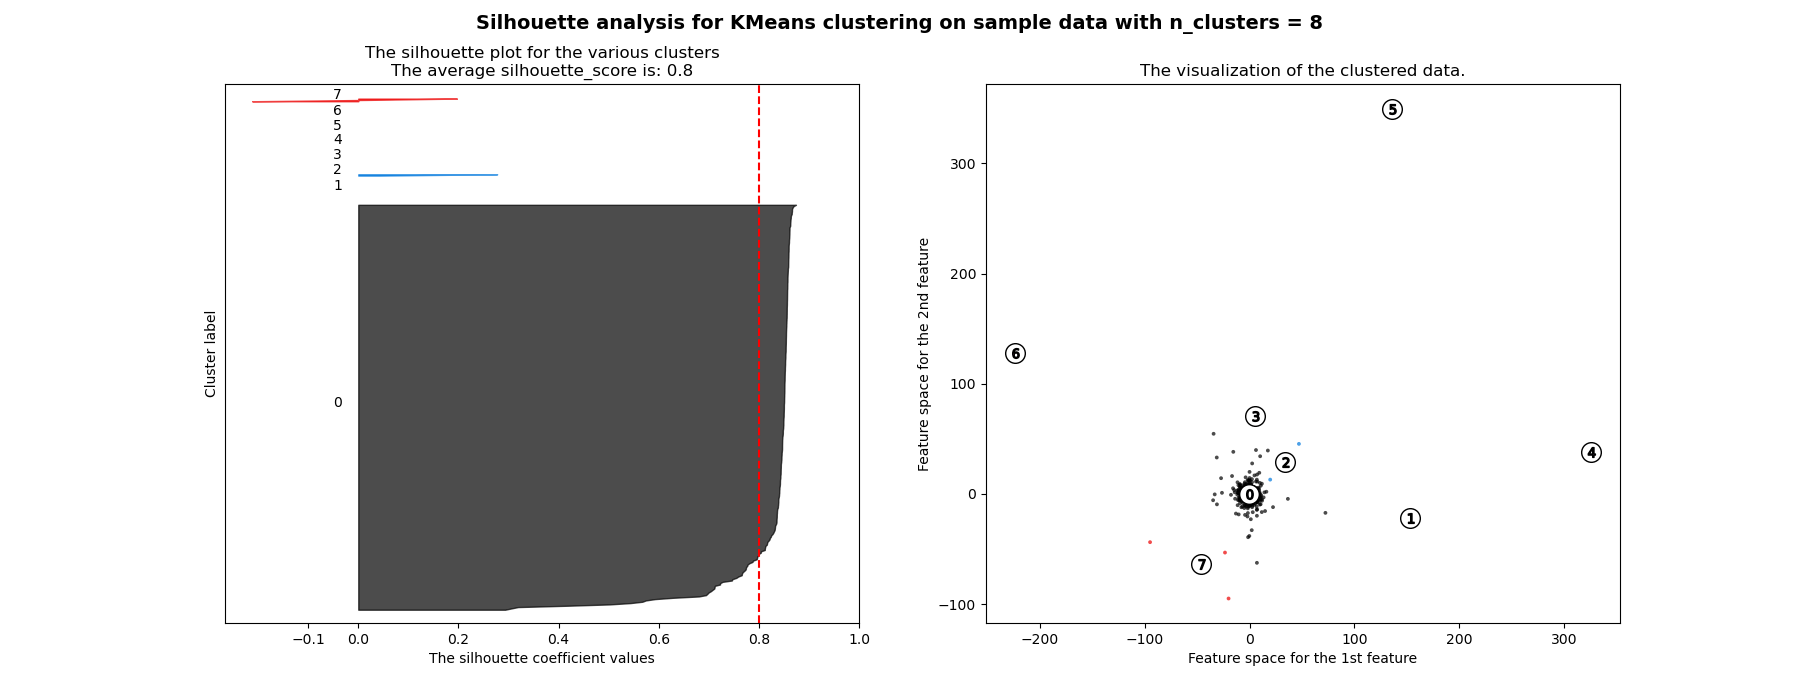 Silhouette analysis for KMeans clustering on sample data with n_clusters = 8
The silhouette plot for the various clusters
The average silhouette_score is: 0.8
7
6
5
4
3
2
1
0
Cluster label
−0.1 0.0 0.2 0.4 0.6 0.8 1.0
The silhouette coefficient values
The visualization of the clustered data.
5
6
3
4
2
0
1
7
300
200
100
0
−100
Feature space for the 2nd feature
−200 −100 0 100 200 300
Feature space for the 1st feature